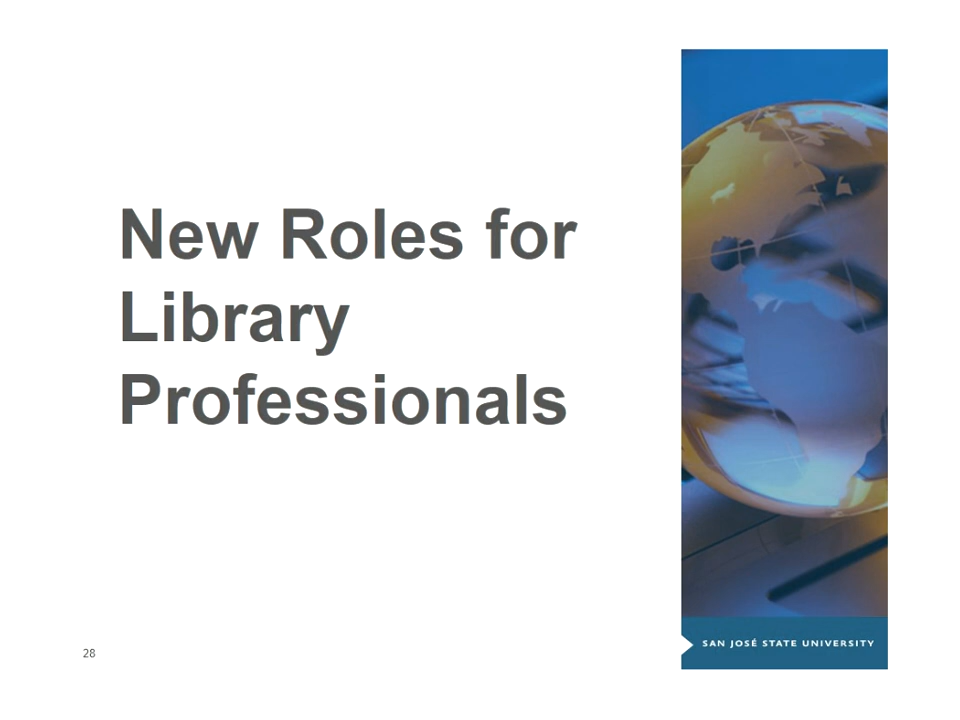 New Roles for
Library
Professionals
28
SAN JOSÉ STATE UNIVERSITY